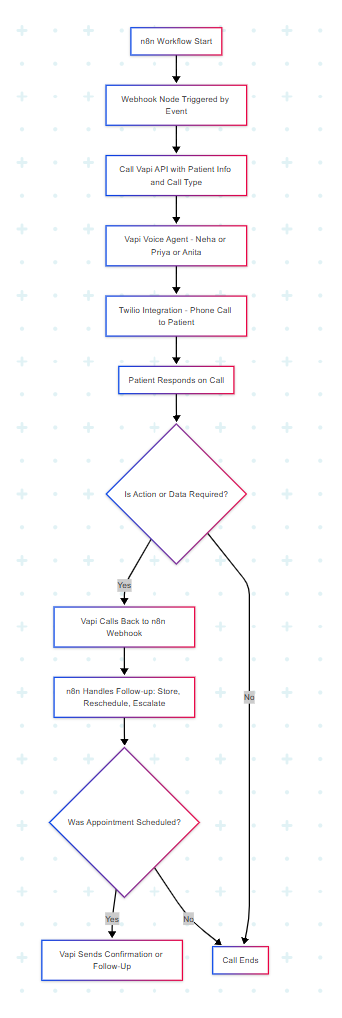 n8n Workflow Start
Webhook Node Triggered by
Event
Call Vapi API with Patient Info
and Call Type
Vapi Voice Agent - Neha or
Priya or Anita
Twilio Integration - Phone Call
to Patient
Patient Responds on Call
Is Action or Data Required?
Yes
Vapi Calls Back to n8n
Webhook
n8n Handles Follow-up: Store,
Reschedule, Escalate
No
Was Appointment Scheduled?
Yes
No
Vapi Sends Confirmation or
Follow-Up
Call Ends